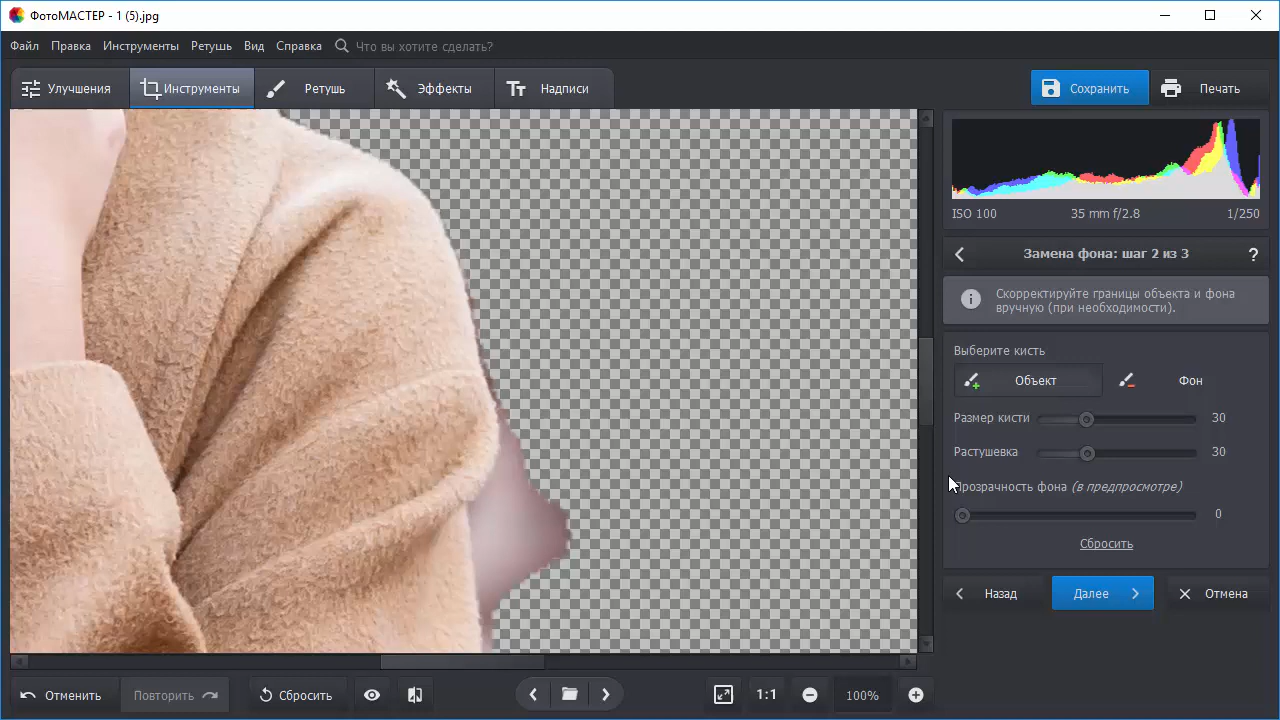 ФотоМАСТЕР - 1 (5).jpg
Файл Правка Инструменты Ретушь Вид Справка Что вы хотите сделать?
Улучшения Инструменты Ретушь Эффекты Надписи Сохранить Печать
ISO 100 35 mm f/2.8 1/250
Замена фона: шаг 2 из 3 ?
Скорректируйте границы объекта и фона
вручную (при необходимости).
Выберите кисть
Объект Фон
Размер кисти 30
Растушевка 30
Прозрачность фона (в предпросмотре)
0
Сбросить
Назад Далее Отмена
Отменить Повторить Сбросить 1:1 100%